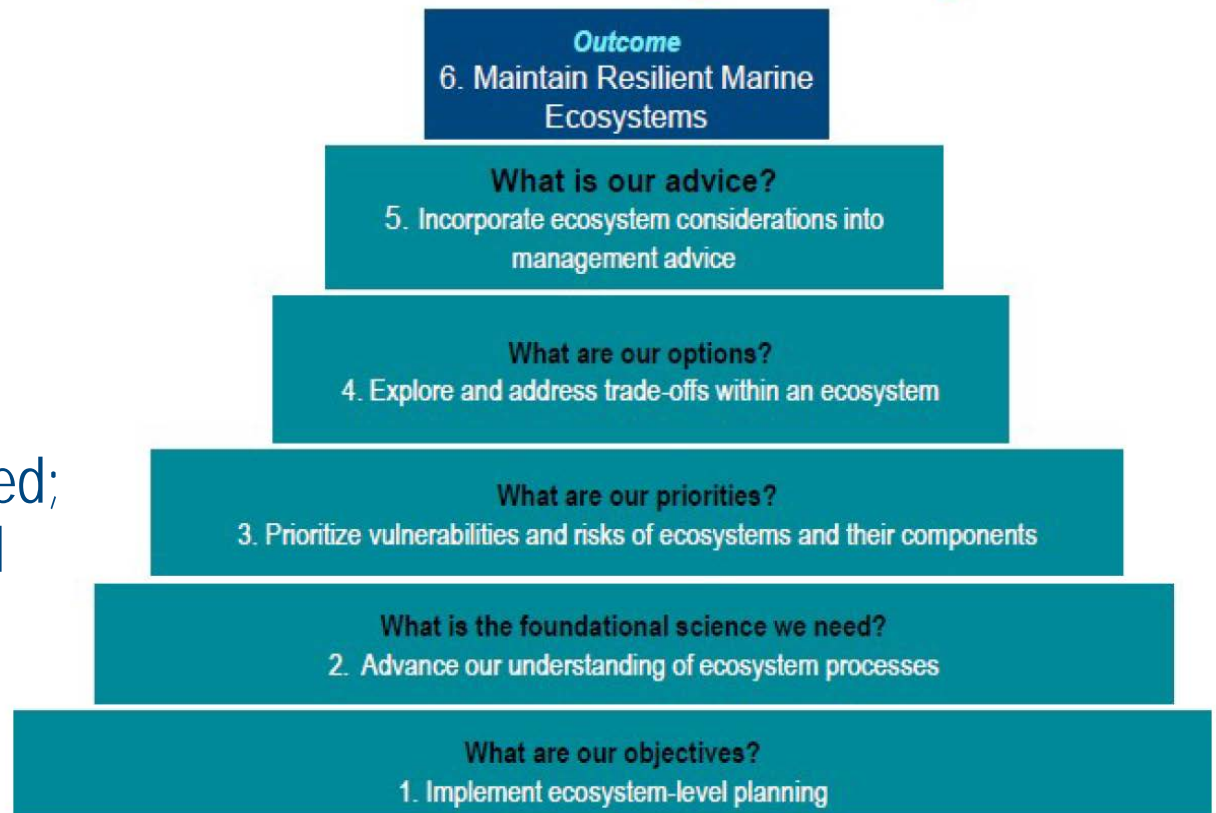 Outcome
6. Maintain Resilient Marine
Ecosystems
What is our advice?
5. Incorporate ecosystem considerations into
management advice
What are our options?
4. Explore and address trade-offs within an ecosystem
What are our priorities?
3. Prioritize vulnerabilities and risks of ecosystems and their components
What is the foundational science we need?
2. Advance our understanding of ecosystem processes
What are our objectives?
1. Implement ecosystem-level planning